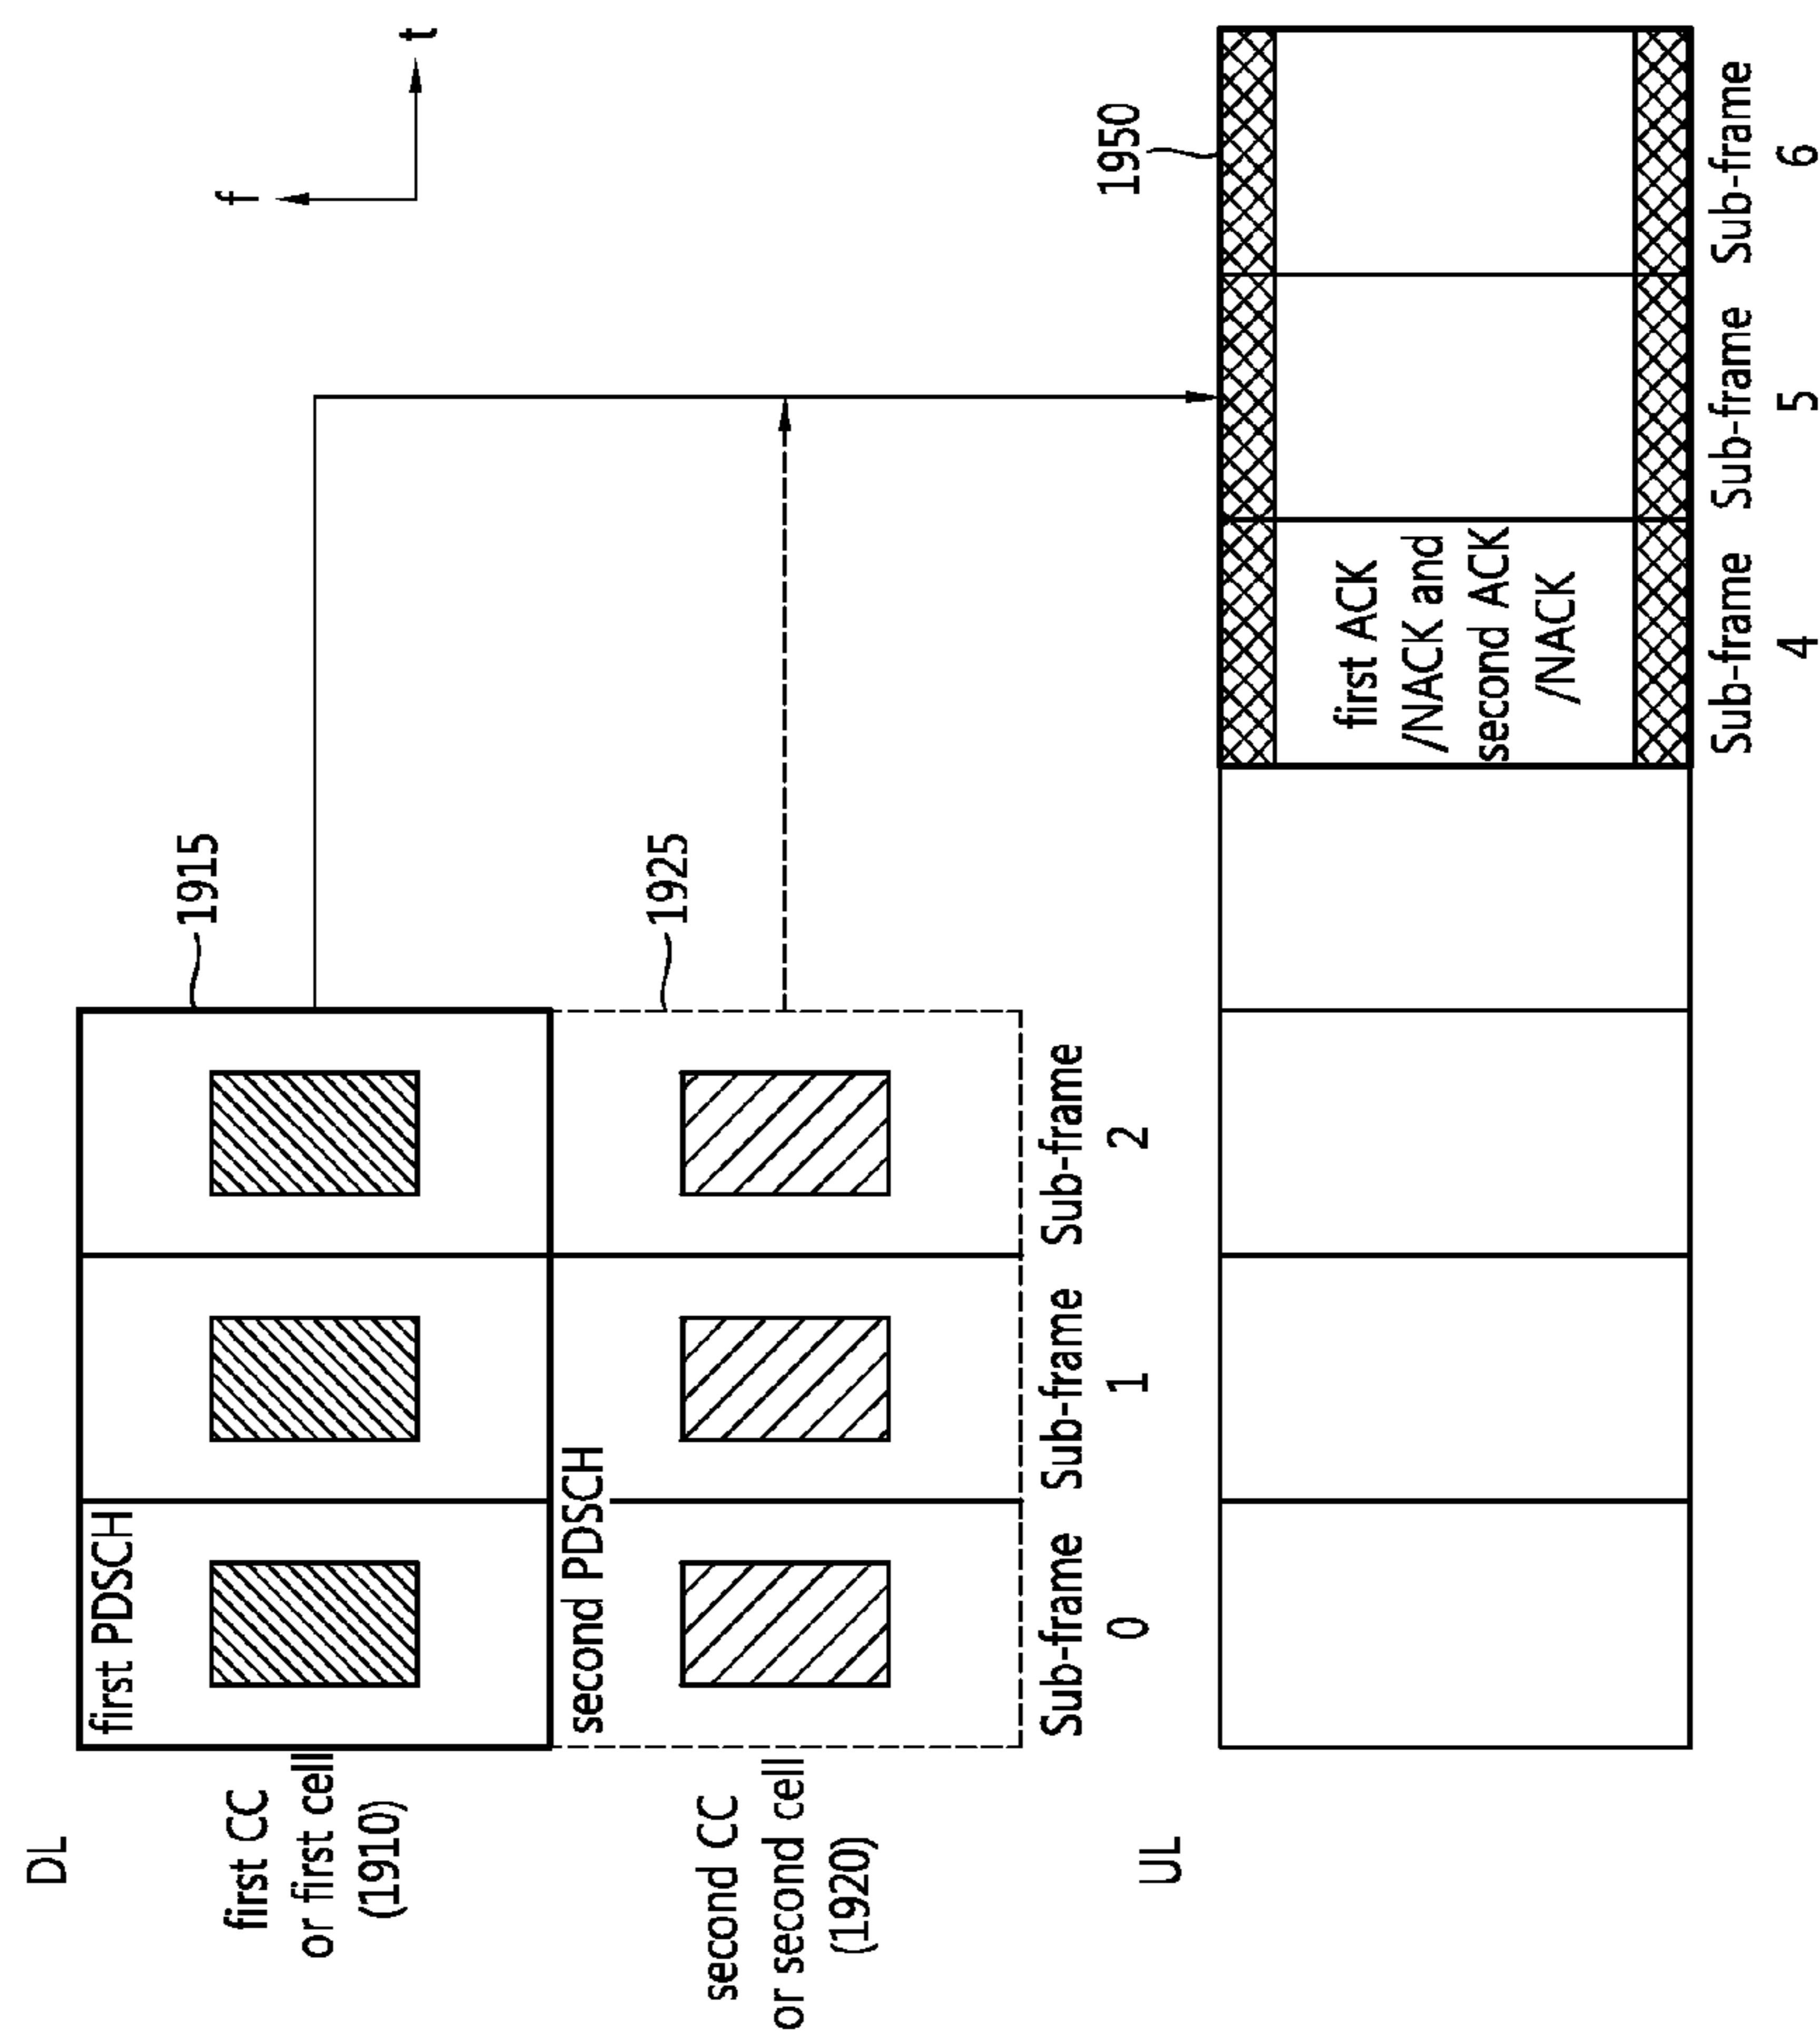 DL
f
t
first PDSCH
1915
first CC
or first cell
(1910)
second PDSCH
1925
second CC
or second cell
(1920)
Sub-frame
0
Sub-frame
1
Sub-frame
2
UL
1950
first ACK
/NACK and
second ACK
/NACK
Sub-frame
4
Sub-frame
5
Sub-frame
6